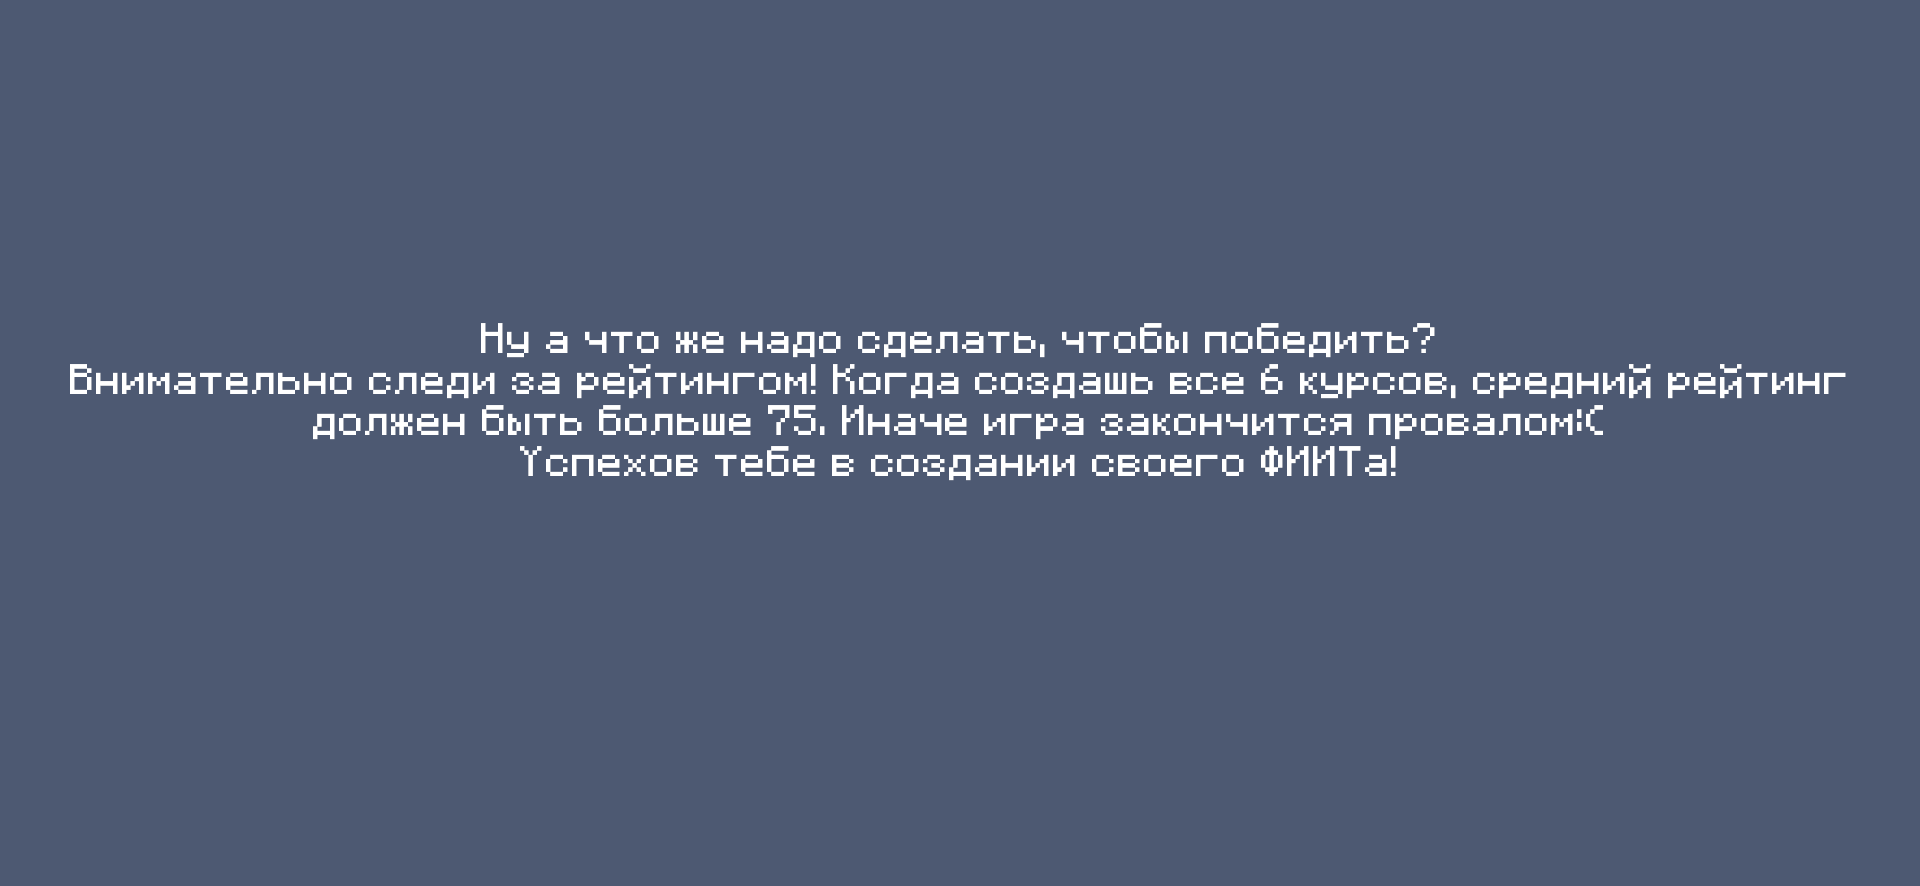 Ну а что же надо сделать, чтобы победить?
Внимательно следи за рейтингом! Когда создашь все 6 курсов, средний рейтинг
должен быть больше 75. Иначе игра закончится провалом:(
Успехов тебе в создании своего ФИИТа!